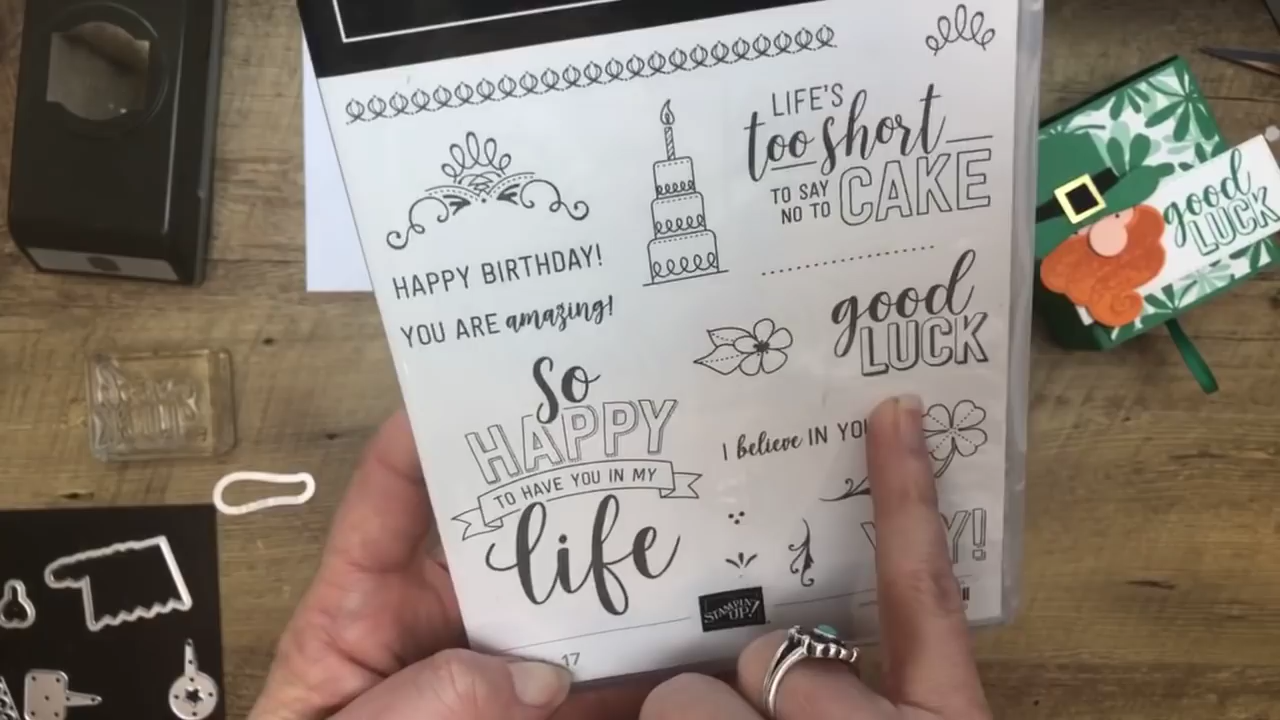 LIFE'S
too short
TO SAY
NO TO
CAKE
HAPPY BIRTHDAY!
YOU ARE amazing!
good
LUCK
So
HAPPY
TO HAVE YOU IN MY
life
I believe IN
STAMPIN'
UP!
17
good
LUCK